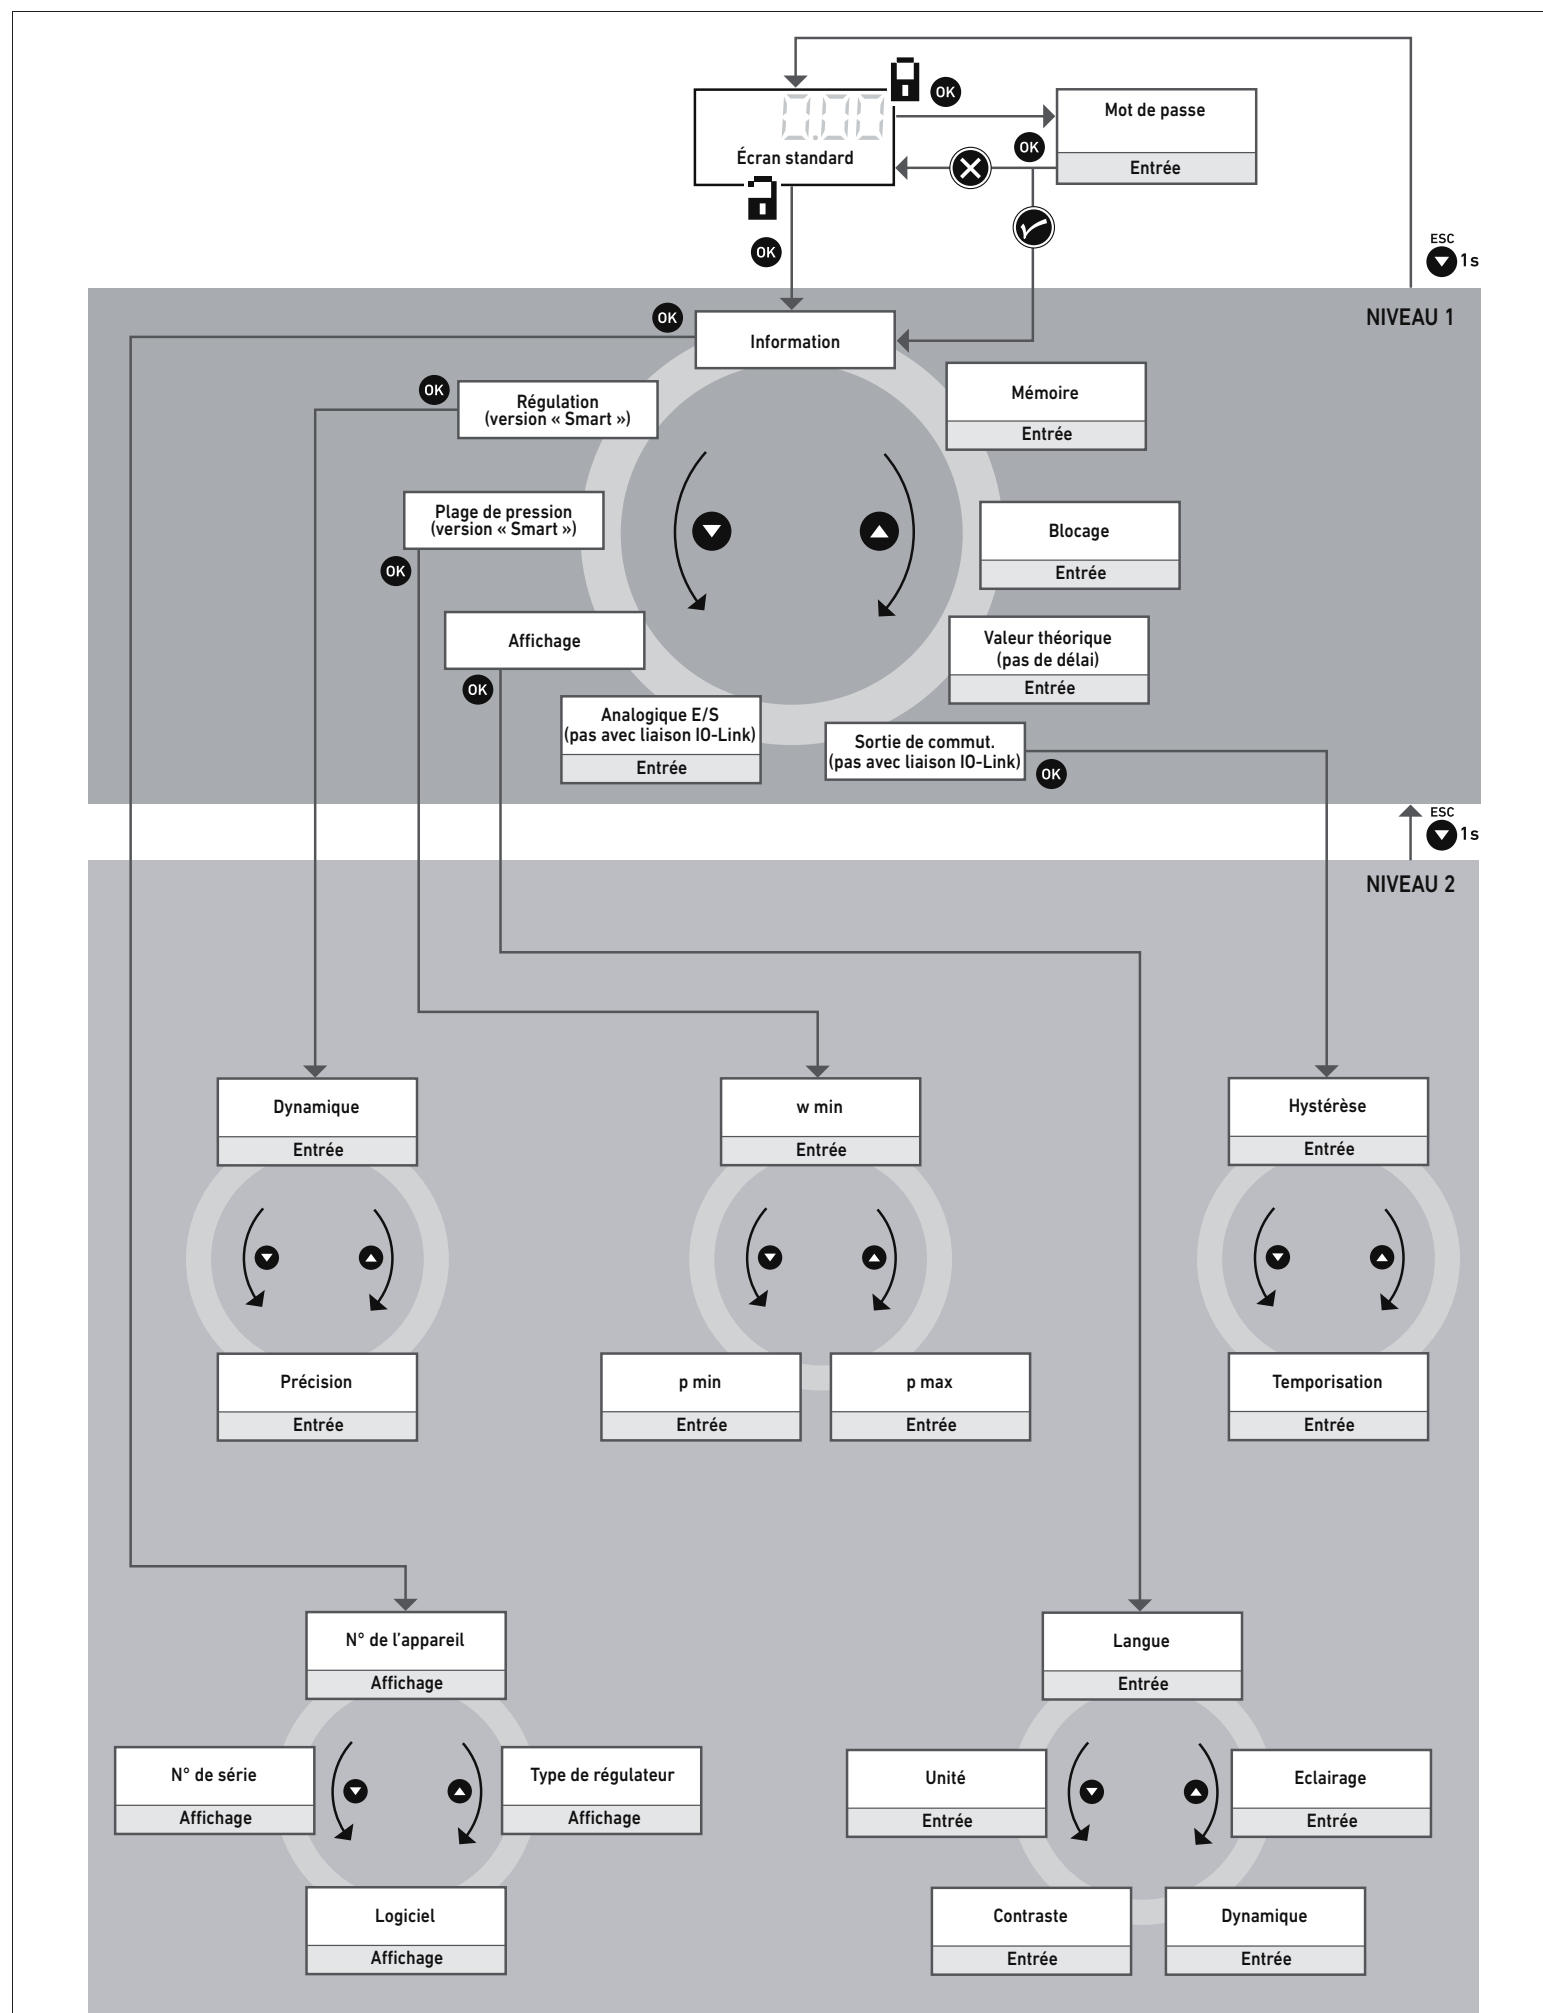 0.00
OK
Mot de passe
Écran standard
OK
Entrée
OK
ESC
1s
NIVEAU 1
OK
Information
OK
Régulation
(version « Smart »)
Mémoire
Entrée
Plage de pression
(version « Smart »)
OK
Blocage
Entrée
Affichage
OK
Valeur théorique
(pas de délai)
Entrée
Analogique E/S
(pas avec liaison IO-Link)
Entrée
Sortie de commut.
(pas avec liaison IO-Link)
OK
ESC
1s
NIVEAU 2
Dynamique
Entrée
w min
Entrée
Hystérèse
Entrée
Précision
Entrée
p min
Entrée
p max
Entrée
Temporisation
Entrée
N° de l'appareil
Affichage
Langue
Entrée
N° de série
Affichage
Type de régulateur
Affichage
Unité
Entrée
Eclairage
Entrée
Logiciel
Affichage
Contraste
Entrée
Dynamique
Entrée